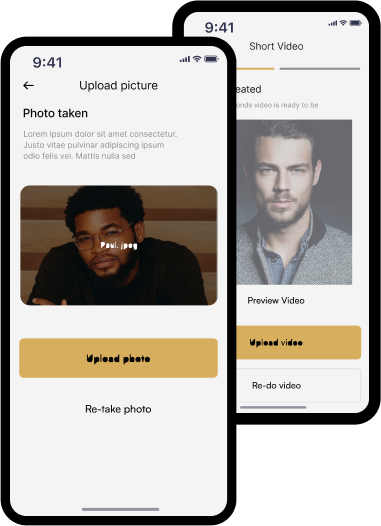 9:41
Upload picture
Photo taken
Lorem ipsum dolor sit amet consectetur.
Justo vitae pulvinar adipiscing ipsum
odio felis vel. Mattis nulla sed
Paul.jpeg
Upload photo
Re-take photo
9:41
Short Video
eated
onds video is ready to be
Preview Video
Upload video
Re-do video